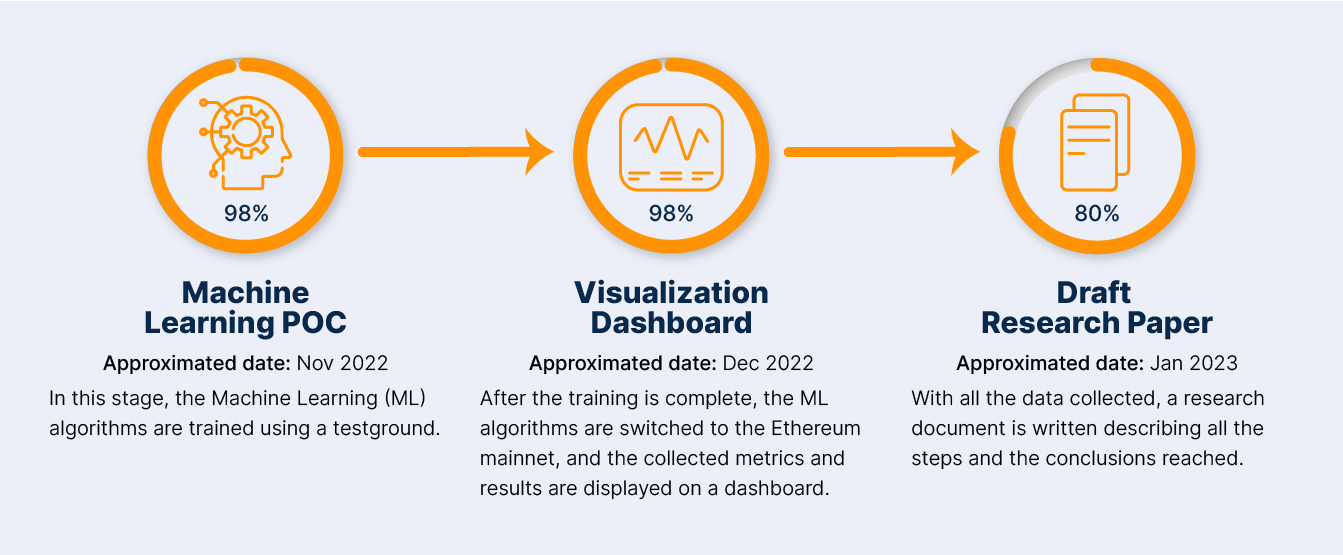 98%
98%
80%
Machine
Learning POC
Approximated date: Nov 2022
In this stage, the Machine Learning (ML)
algorithms are trained using a testground.
Visualization
Dashboard
Approximated date: Dec 2022
After the training is complete, the ML
algorithms are switched to the Ethereum
mainnet, and the collected metrics and
results are displayed on a dashboard.
Draft
Research Paper
Approximated date: Jan 2023
With all the data collected, a research
document is written describing all the
steps and the conclusions reached.